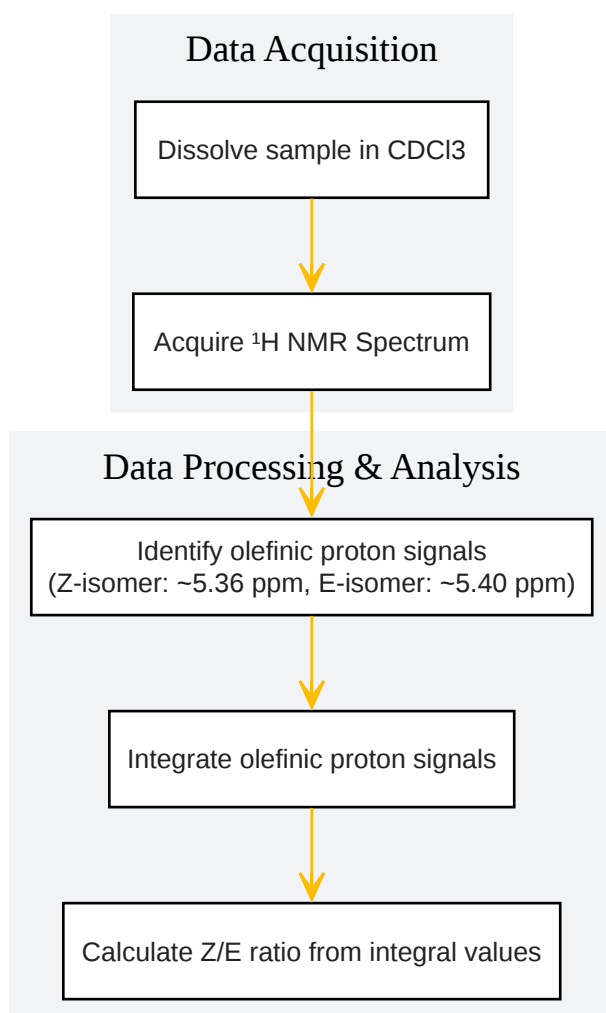 Data Acquisition
Dissolve sample in CDCl3
Acquire ¹H NMR Spectrum
Data Processing & Analysis
Identify olefinic proton signals
(Z-isomer: ~5.36 ppm, E-isomer: ~5.40 ppm)
Integrate olefinic proton signals
Calculate Z/E ratio from integral values